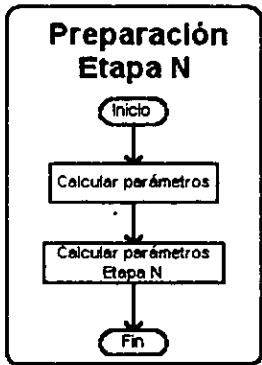 Preparación
Etapa N
Inicio
Calcular parámetros
Calcular parámetros
Etapa N
Fin